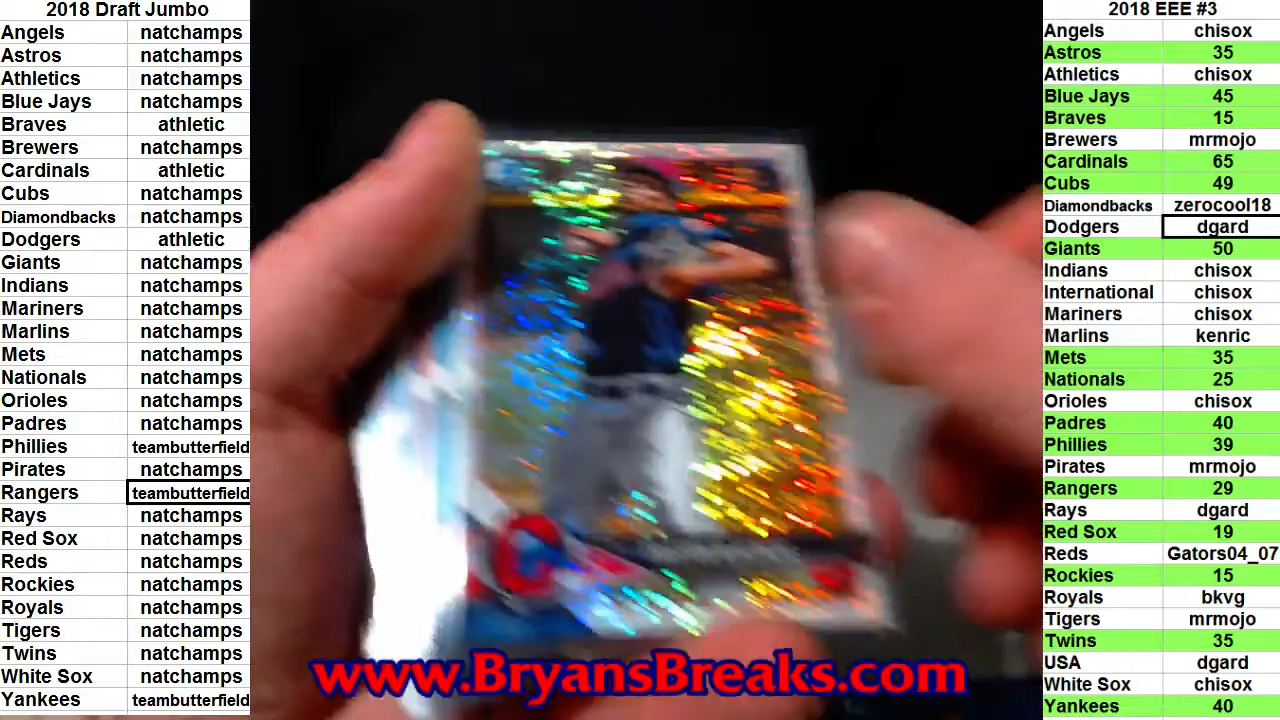 2018 Draft Jumbo
Angels natchamps
Astros natchamps
Athletics natchamps
Blue Jays natchamps
Braves athletic
Brewers natchamps
Cardinals athletic
Cubs natchamps
Diamondbacks natchamps
Dodgers athletic
Giants natchamps
Indians natchamps
Mariners natchamps
Marlins natchamps
Mets natchamps
Nationals natchamps
Orioles natchamps
Padres natchamps
Phillies teambutterfield
Pirates natchamps
Rangers teambutterfield
Rays natchamps
Red Sox natchamps
Reds natchamps
Rockies natchamps
Royals natchamps
Tigers natchamps
Twins natchamps
White Sox natchamps
Yankees teambutterfield
www.BryansBreaks.com
2018 EEE #3
Angels chisox
Astros 35
Athletics chisox
Blue Jays 45
Braves 15
Brewers mrmojo
Cardinals 65
Cubs 49
Diamondbacks zerocool18
Dodgers dgard
Giants 50
Indians chisox
International chisox
Mariners chisox
Marlins kenric
Mets 35
Nationals 25
Orioles chisox
Padres 40
Phillies 39
Pirates mrmojo
Rangers 29
Rays dgard
Red Sox 19
Reds Gators04_07
Rockies 15
Royals bkvg
Tigers mrmojo
Twins 35
USA dgard
White Sox chisox
Yankees 40